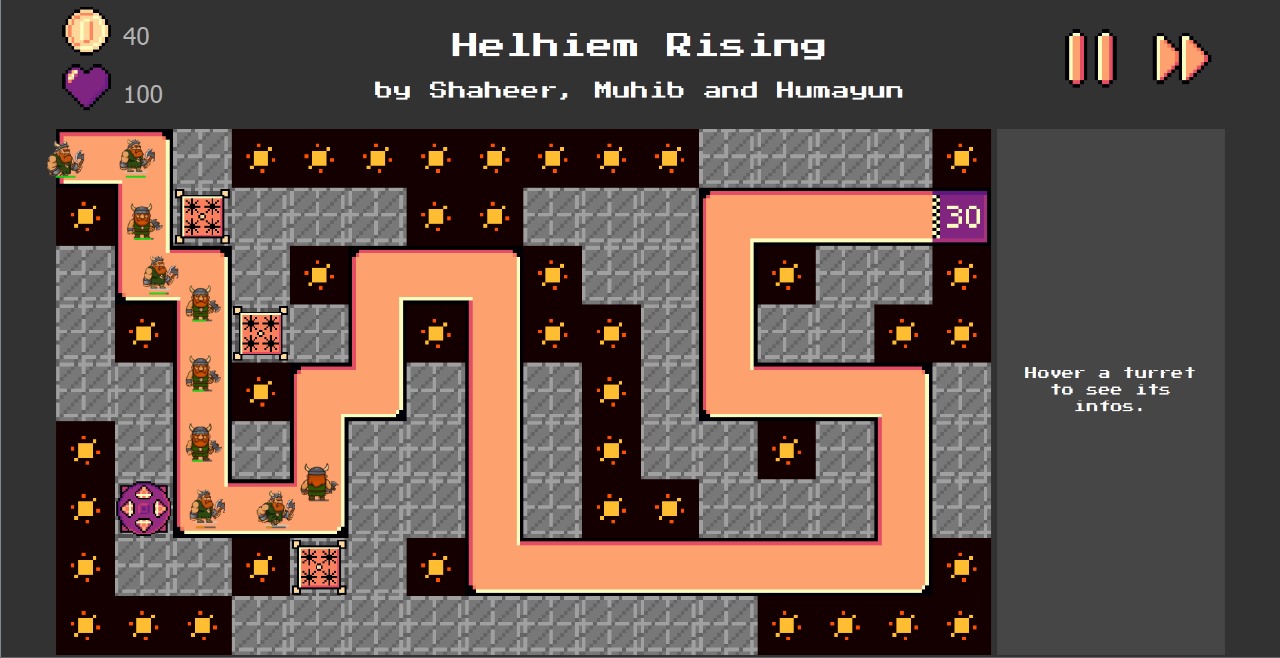 40
Helhiem Rising
100
by Shaheer, Muhib and Humayun
30
Hover a turret
to see its
infos.